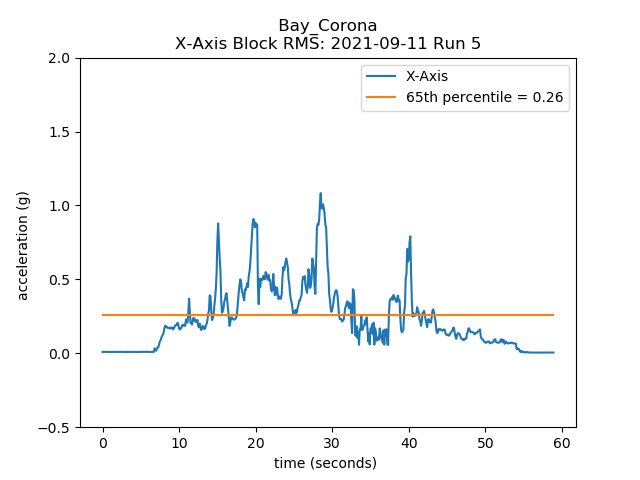 Bay_Corona
X-Axis Block RMS: 2021-09-11 Run 5
X-Axis
65th percentile = 0.26
2.0
1.5
1.0
0.5
0.0
−0.5
acceleration (g)
0 10 20 30 40 50 60
time (seconds)